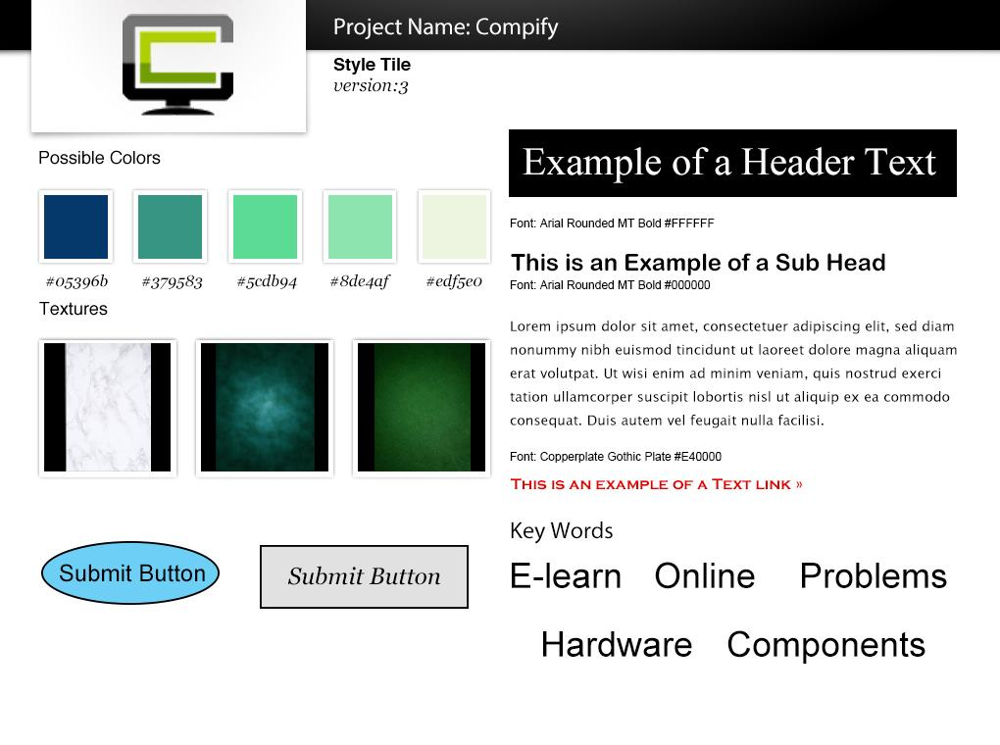 Project Name: Compify
Style Tile
version:3
Possible Colors
#05396b #379583 #5cdb94 #8de4af #edf5e0
Textures
Submit Button
Submit Button
Example of a Header Text
Font: Arial Rounded MT Bold #FFFFFF
This is an Example of a Sub Head
Font: Arial Rounded MT Bold #000000
Lorem ipsum dolor sit amet, consectetuer adipiscing elit, sed diam
nonummy nibh euismod tincidunt ut laoreet dolore magna aliquam
erat volutpat. Ut wisi enim ad minim veniam, quis nostrud exerci
tation ullamcorper suscipit lobortis nisl ut aliquip ex ea commodo
consequat. Duis autem vel feugait nulla facilisi.
Font: Copperplate Gothic Plate #E40000
This is an example of a Text link »
Key Words
E-learn Online Problems
Hardware Components